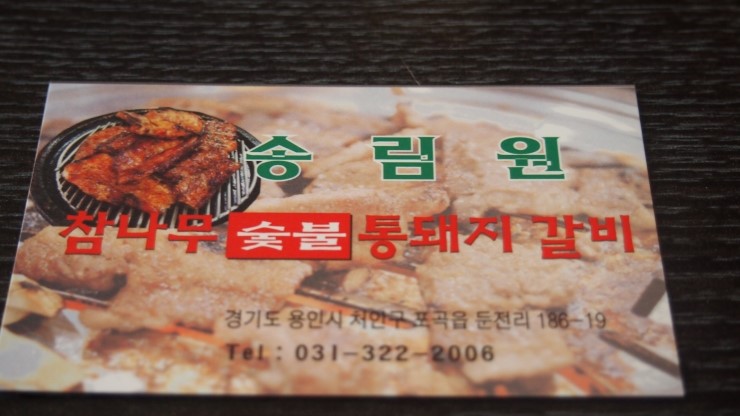 송림원
참나무 숯불 통돼지 갈비
경기도 용인시 처인구 포곡읍 둔전리 186-19
Tel : 031-322-2006